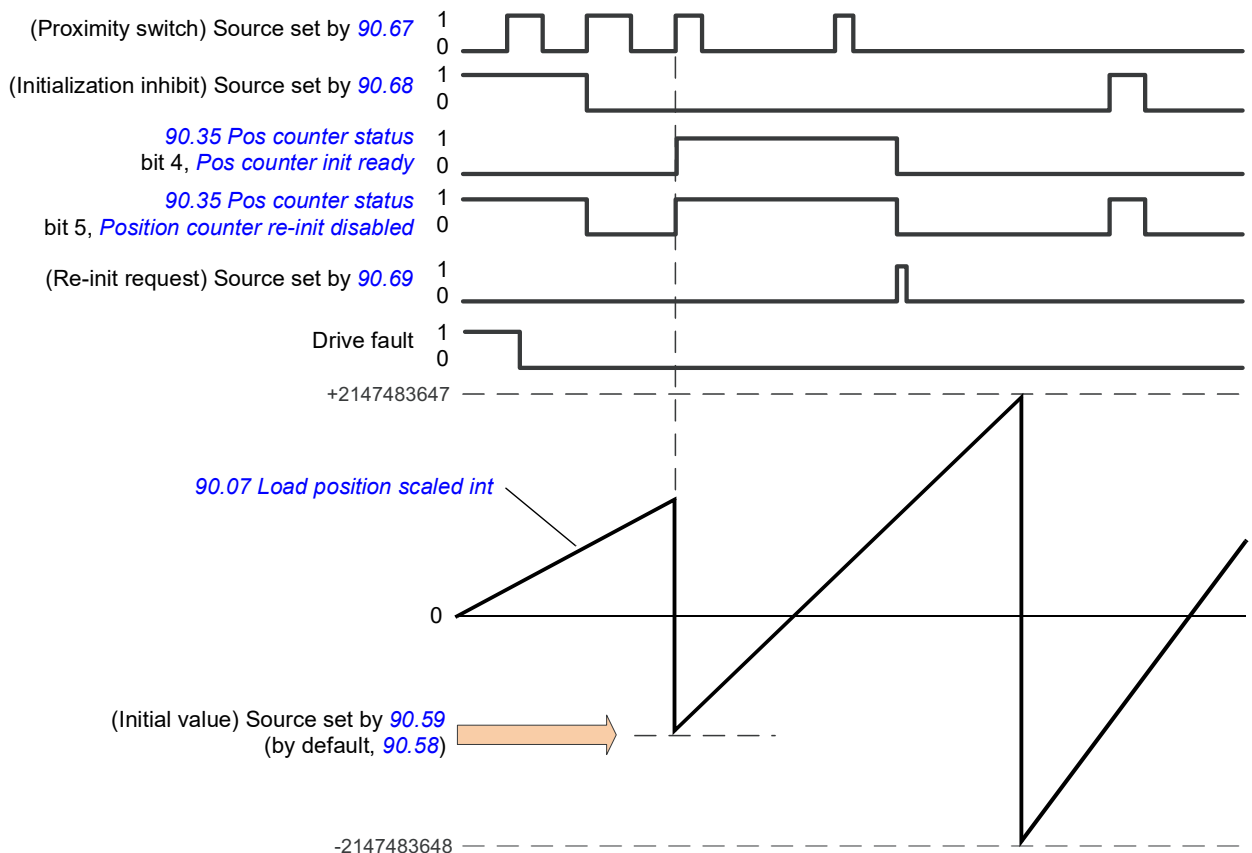 (Proximity switch) Source set by 90.67
1
0
(Initialization inhibit) Source set by 90.68
1
0
90.35 Pos counter status
bit 4, Pos counter init ready
1
0
90.35 Pos counter status
bit 5, Position counter re-init disabled
1
0
(Re-init request) Source set by 90.69
1
0
Drive fault
1
0
+2147483647
90.07 Load position scaled int
0
(Initial value) Source set by 90.59
(by default, 90.58)
-2147483648